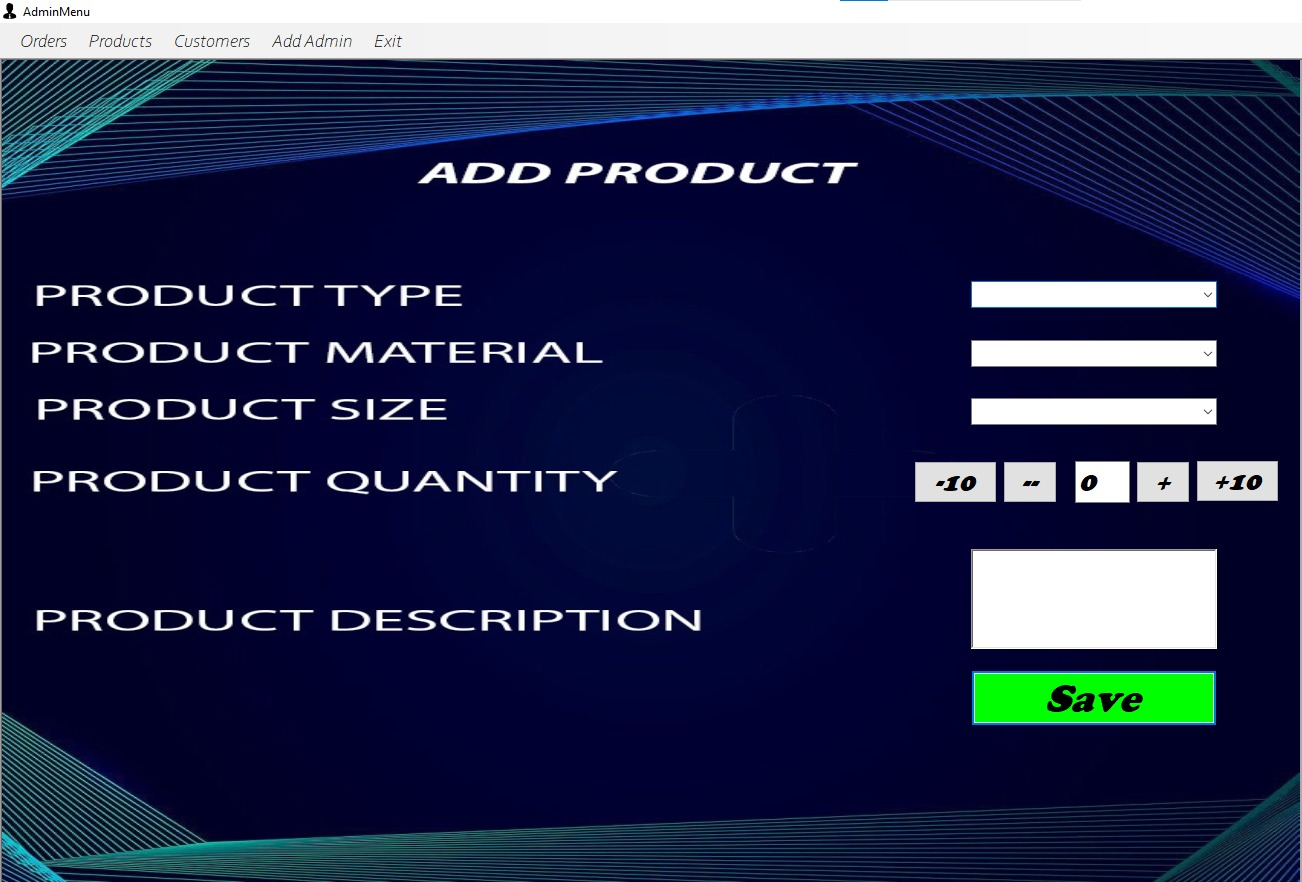 AdminMenu
Orders Products Customers Add Admin Exit
ADD PRODUCT
PRODUCT TYPE
PRODUCT MATERIAL
PRODUCT SIZE
PRODUCT QUANTITY -10 -- 0 + +10
PRODUCT DESCRIPTION
Save